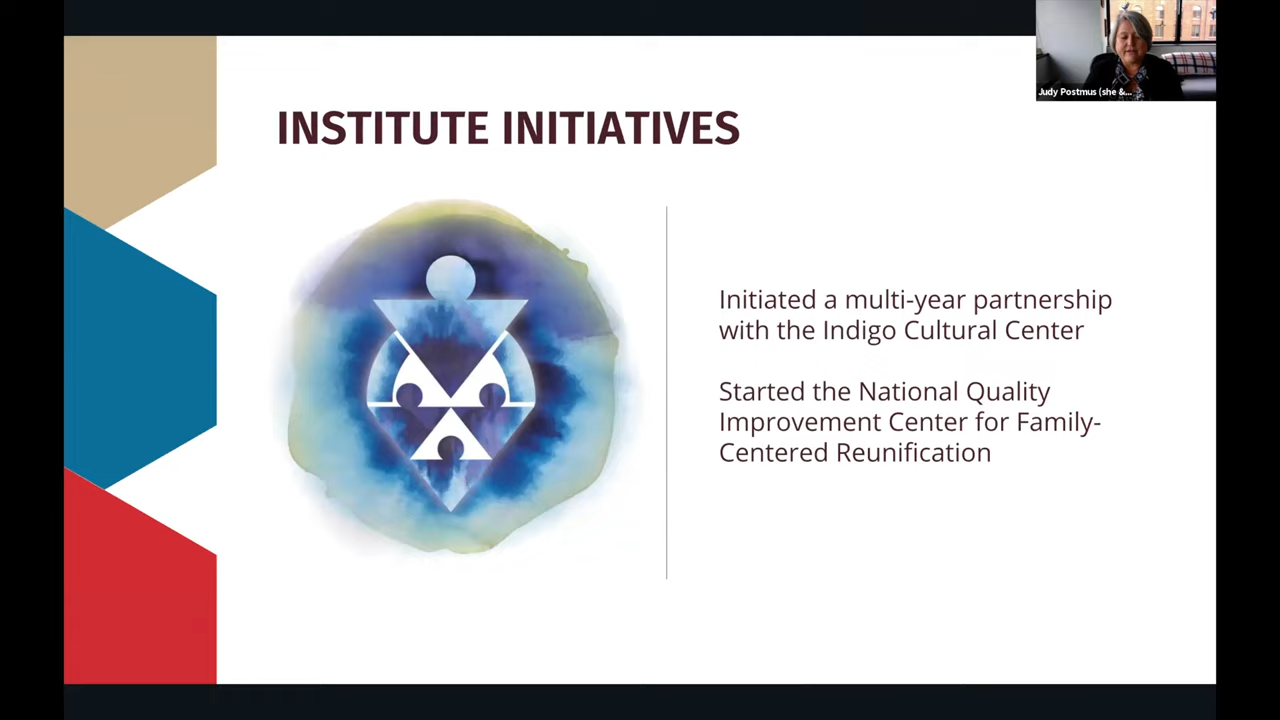 Judy Postmus (she &...
INSTITUTE INITIATIVES
Initiated a multi-year partnership
with the Indigo Cultural Center
Started the National Quality
Improvement Center for Family-
Centered Reunification